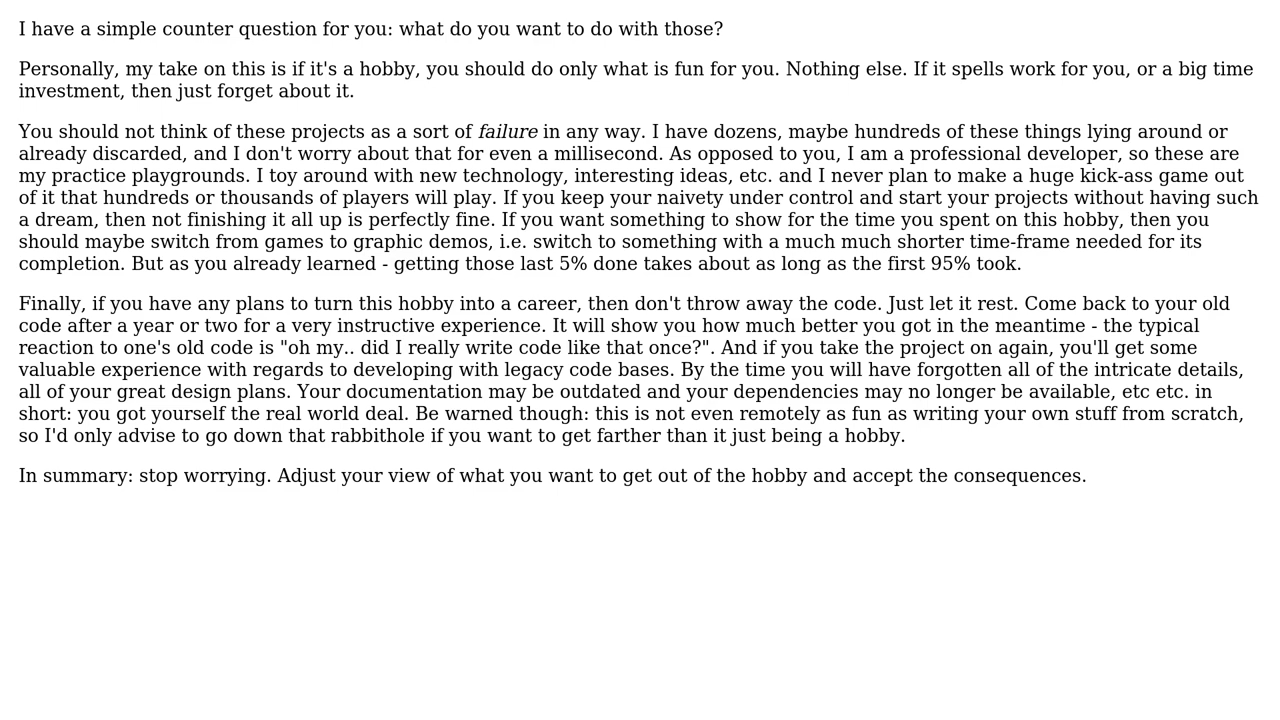 I have a simple counter question for you: what do you want to do with those?
Personally, my take on this is if it's a hobby, you should do only what is fun for you. Nothing else. If it spells work for you, or a big time
investment, then just forget about it.
You should not think of these projects as a sort of failure in any way. I have dozens, maybe hundreds of these things lying around or
already discarded, and I don't worry about that for even a millisecond. As opposed to you, I am a professional developer, so these are
my practice playgrounds. I toy around with new technology, interesting ideas, etc. and I never plan to make a huge kick-ass game out
of it that hundreds or thousands of players will play. If you keep your naivety under control and start your projects without having such
a dream, then not finishing it all up is perfectly fine. If you want something to show for the time you spent on this hobby, then you
should maybe switch from games to graphic demos, i.e. switch to something with a much much shorter time-frame needed for its
completion. But as you already learned - getting those last 5% done takes about as long as the first 95% took.
Finally, if you have any plans to turn this hobby into a career, then don't throw away the code. Just let it rest. Come back to your old
code after a year or two for a very instructive experience. It will show you how much better you got in the meantime - the typical
reaction to one's old code is "oh my.. did I really write code like that once?". And if you take the project on again, you'll get some
valuable experience with regards to developing with legacy code bases. By the time you will have forgotten all of the intricate details,
all of your great design plans. Your documentation may be outdated and your dependencies may no longer be available, etc etc. in
short: you got yourself the real world deal. Be warned though: this is not even remotely as fun as writing your own stuff from scratch,
so I'd only advise to go down that rabbithole if you want to get farther than it just being a hobby.
In summary: stop worrying. Adjust your view of what you want to get out of the hobby and accept the consequences.